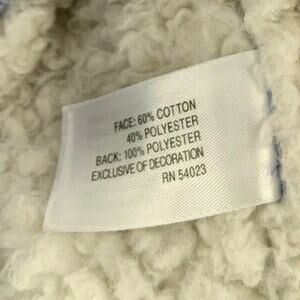 FACE: 60% COTTON
40% POLYESTER
BACK: 100% POLYESTER
EXCLUSIVE OF DECORATION
RN 54023